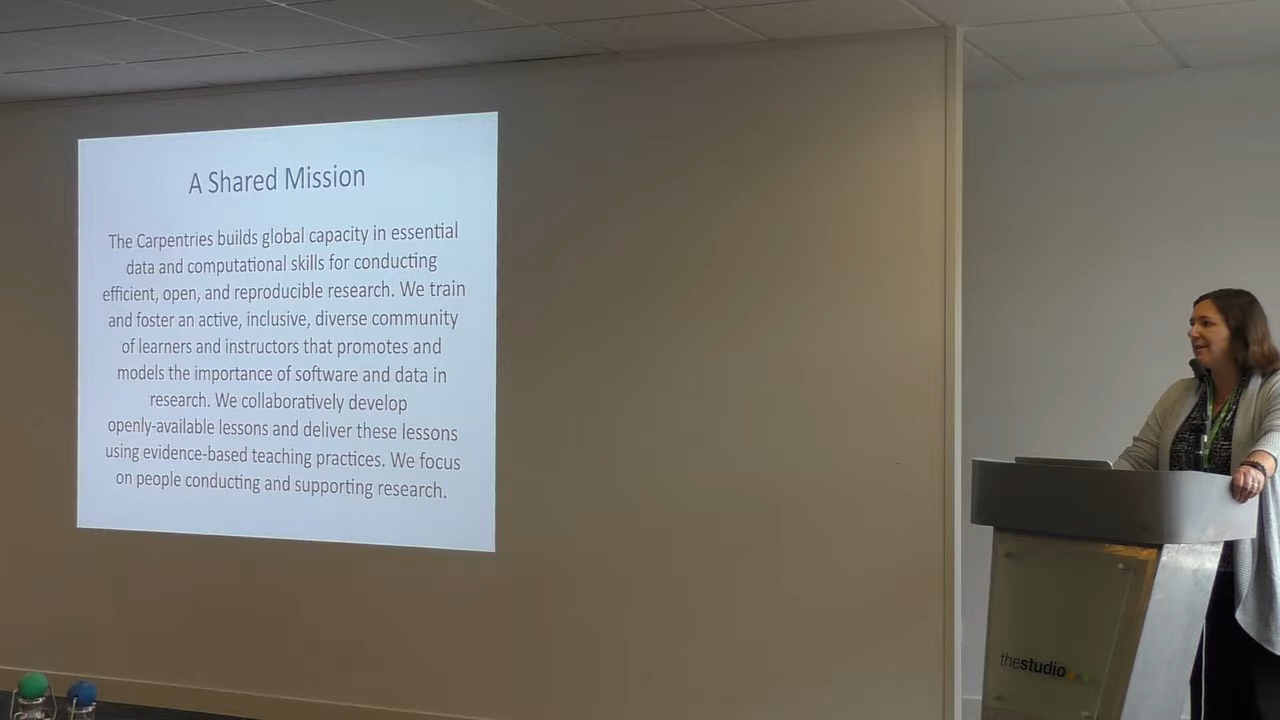 A Shared Mission
The Carpentries builds global capacity in essential
data and computational skills for conducting
efficient, open, and reproducible research. We train
and foster an active, inclusive, diverse community
of learners and instructors that promotes and
models the importance of software and data in
research. We collaboratively develop
openly-available lessons and deliver these lessons
using evidence-based teaching practices. We focus
on people conducting and supporting research.
thestudio